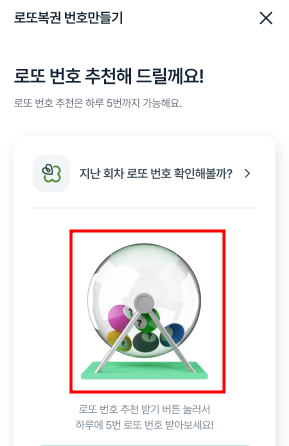 로또복권 번호만들기
로또 번호 추천해 드릴께요!
로또 번호 추천은 하루 5번까지 가능해요.
지난 회차 로또 번호 확인해볼까?
? ? ? ? ?
로또 번호 추천 받기 버튼 눌러서
하루에 5번 로또 번호 받아보세요!